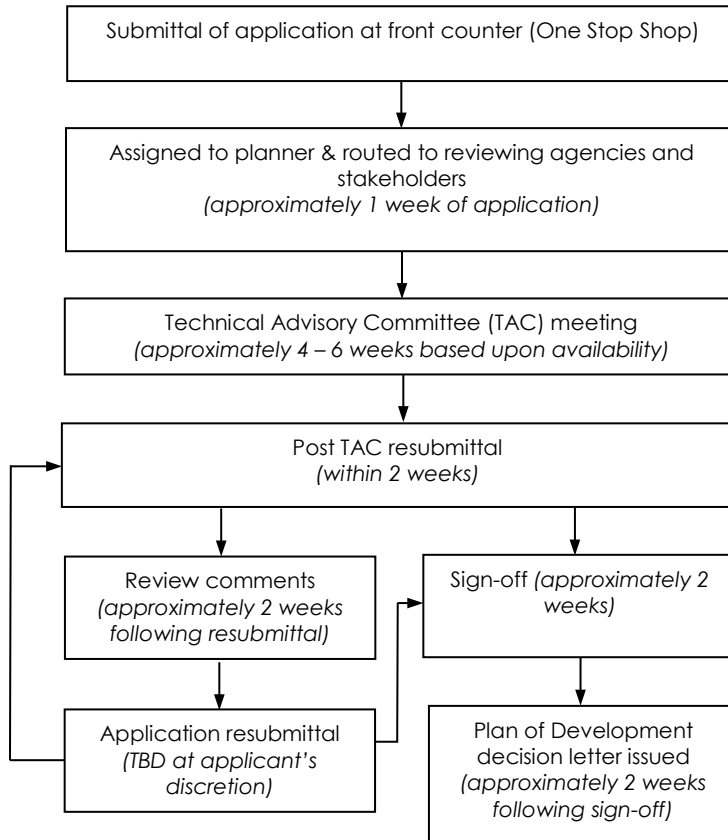 Submittal of application at front counter (One Stop Shop)
Assigned to planner & routed to reviewing agencies and
stakeholders
(approximately 1 week of application)
Technical Advisory Committee (TAC) meeting
(approximately 4 – 6 weeks based upon availability)
Post TAC resubmittal
(within 2 weeks)
Review comments
(approximately 2 weeks
following resubmittal)
Sign-off (approximately 2
weeks)
Application resubmittal
(TBD at applicant’s
discretion)
Plan of Development
decision letter issued
(approximately 2 weeks
following sign-off)